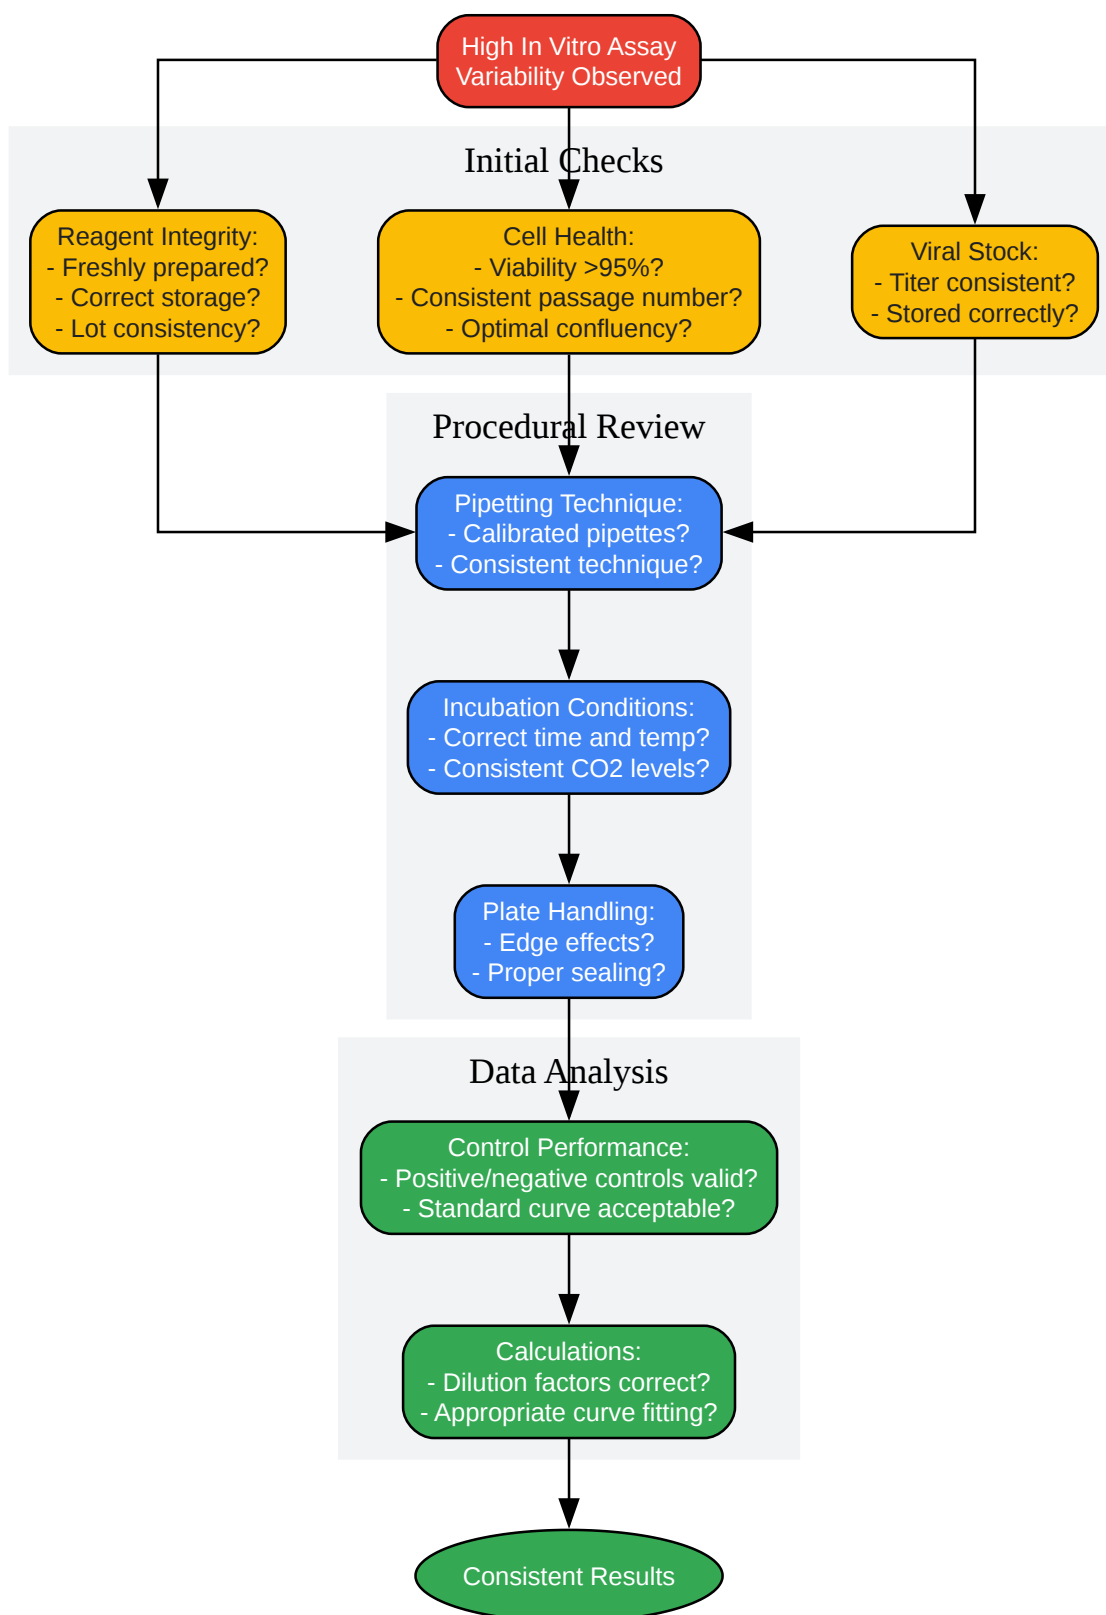 High In Vitro Assay
Variability Observed
Initial Checks
Reagent Integrity:
- Freshly prepared?
- Correct storage?
- Lot consistency?
Cell Health:
- Viability >95%?
- Consistent passage number?
- Optimal confluency?
Viral Stock:
- Titer consistent?
- Stored correctly?
Procedural Review
Pipetting Technique:
- Calibrated pipettes?
- Consistent technique?
Incubation Conditions:
- Correct time and temp?
- Consistent CO2 levels?
Plate Handling:
- Edge effects?
- Proper sealing?
Data Analysis
Control Performance:
- Positive/negative controls valid?
- Standard curve acceptable?
Calculations:
- Dilution factors correct?
- Appropriate curve fitting?
Consistent Results